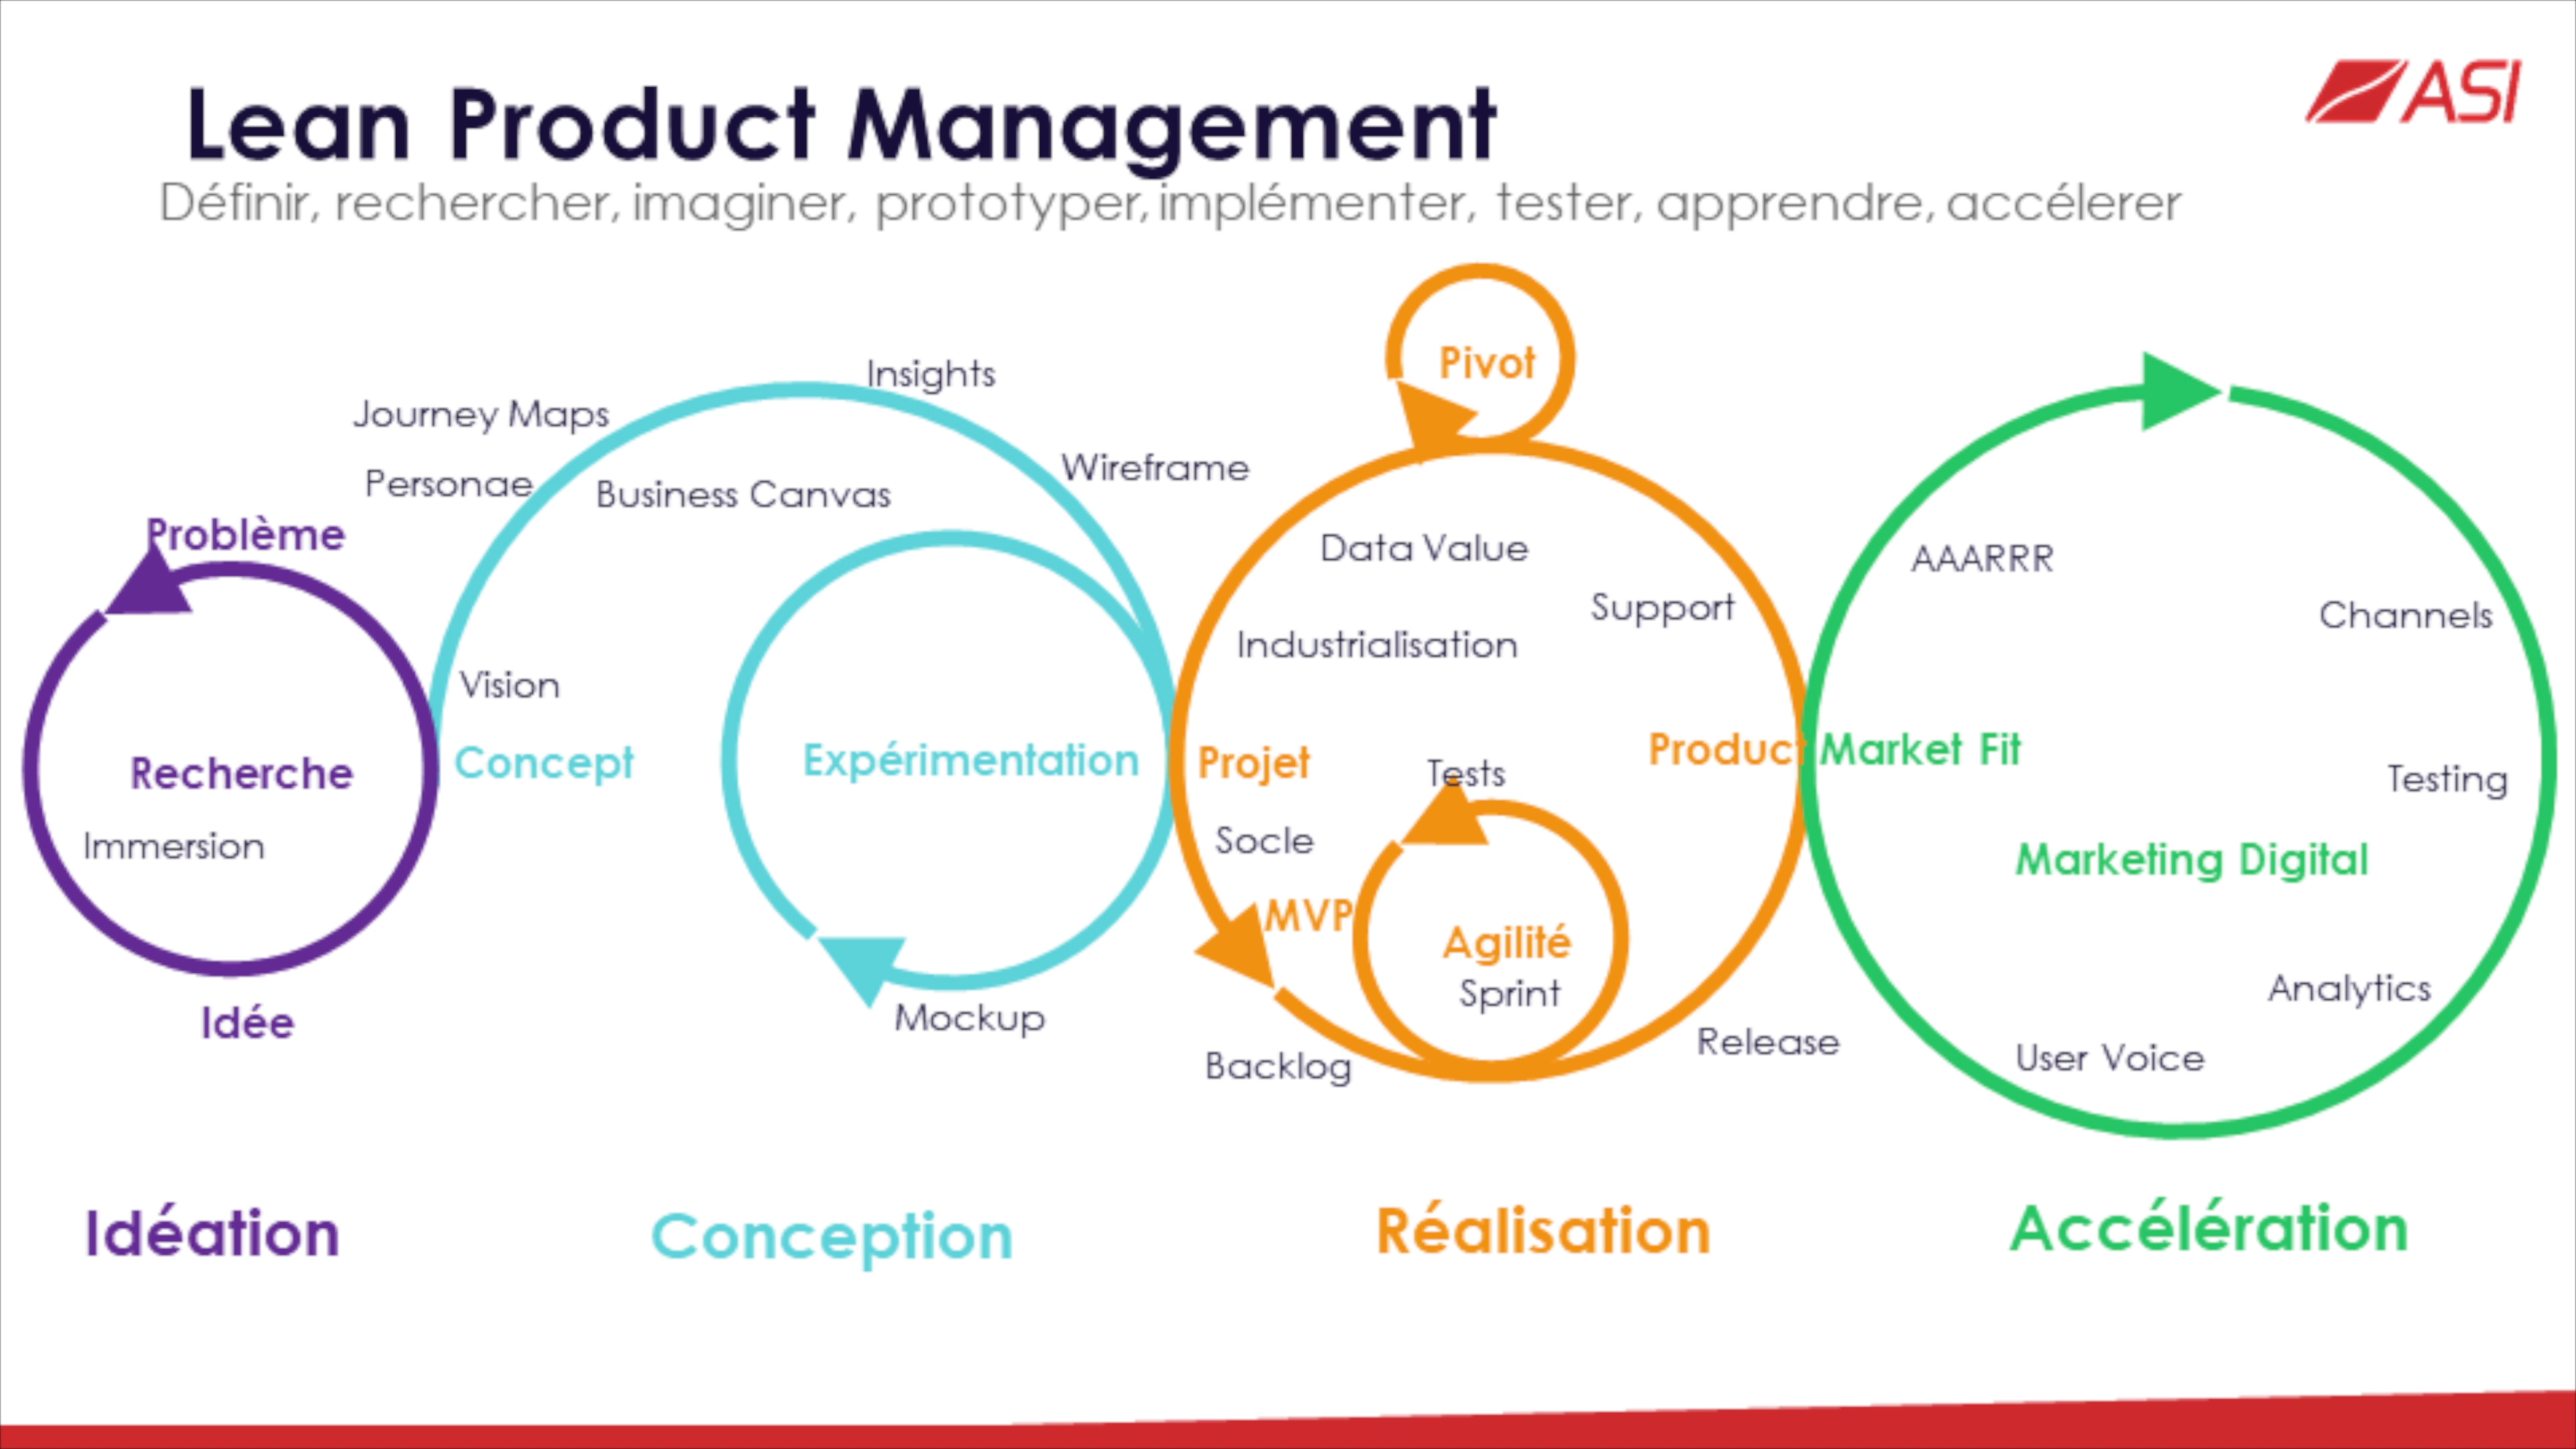 ASI
Lean Product Management
Définir, rechercher, imaginer, prototyper, implémenter, tester, apprendre, accélerer
Problème
Recherche
Immersion
Idée
Journey Maps
Personae
Insights
Business Canvas
Wireframe
Vision
Concept
Expérimentation
Mockup
Pivot
Data Value
Support
Industrialisation
Projet
Tests
Socle
MVP
Agilité
Sprint
Backlog
Release
Product Market Fit
AAARRR
Channels
Testing
Marketing Digital
Analytics
User Voice
Idéation
Conception
Réalisation
Accélération